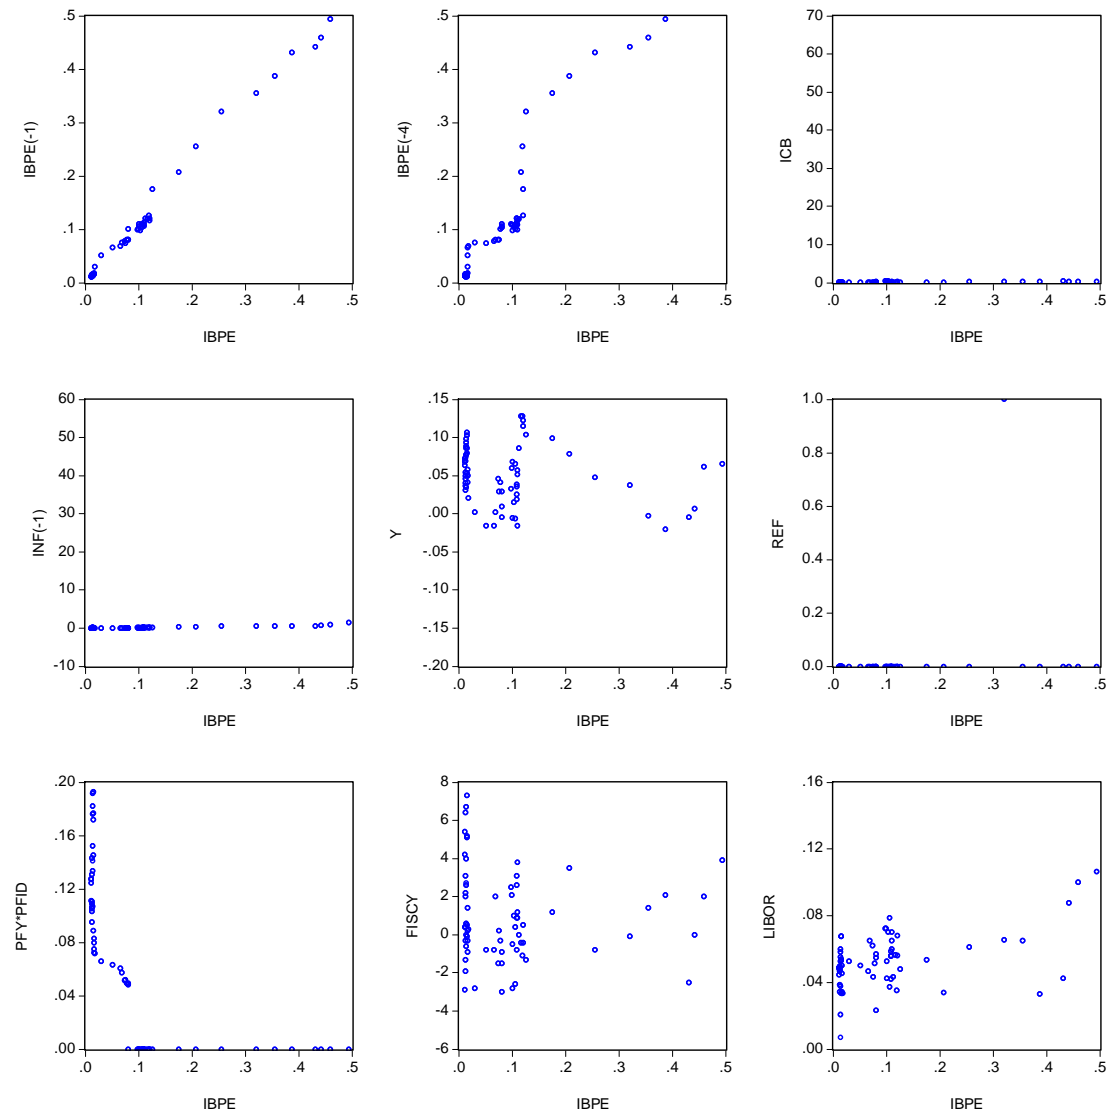 .5
.4
.3
.2
.1
.0
IBPE(-1)
.0 .1 .2 .3 .4 .5
IBPE
.5
.4
.3
.2
.1
.0
IBPE(-4)
.0 .1 .2 .3 .4 .5
IBPE
70
60
50
40
30
20
10
0
ICB
.0 .1 .2 .3 .4 .5
IBPE
60
50
40
30
20
10
0
-10
INF(-1)
.0 .1 .2 .3 .4 .5
IBPE
.15
.10
.05
.00
-.05
-.10
-.15
-.20
Y
.0 .1 .2 .3 .4 .5
IBPE
1.0
0.8
0.6
0.4
0.2
0.0
REF
.0 .1 .2 .3 .4 .5
IBPE
.20
.16
.12
.08
.04
.00
PFY*PFID
.0 .1 .2 .3 .4 .5
IBPE
8
6
4
2
0
-2
-4
-6
FISCY
.0 .1 .2 .3 .4 .5
IBPE
.16
.12
.08
.04
.00
LIBOR
.0 .1 .2 .3 .4 .5
IBPE